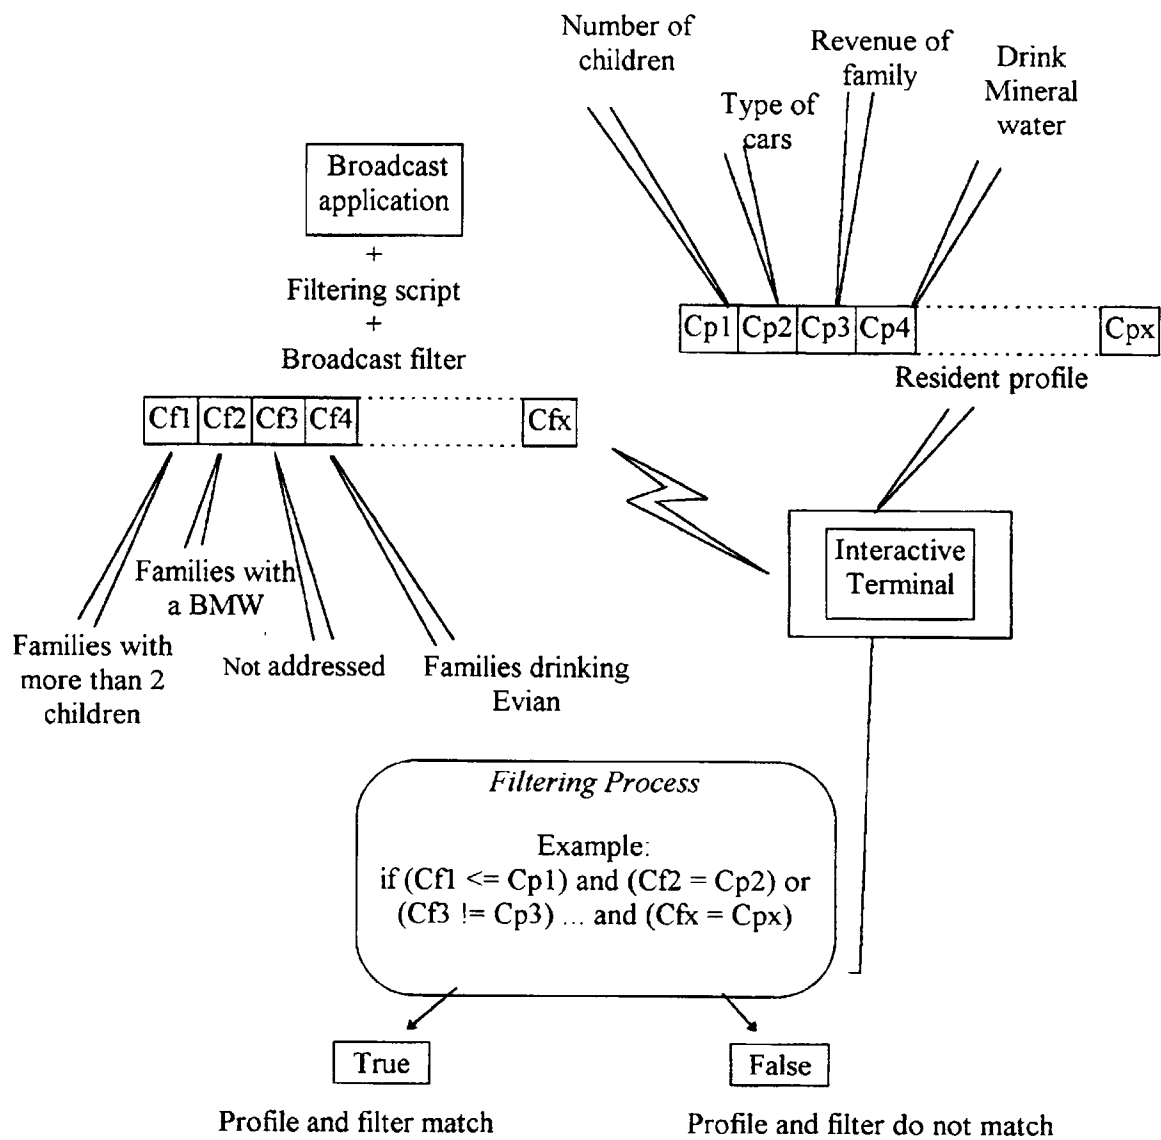 Number of
children
Type of
cars
Revenue of
family
Drink
Mineral
water
Broadcast
application
+
Filtering script
+
Broadcast filter
Cp1 Cp2 Cp3 Cp4 Cpx
Resident profile
Cf1 Cf2 Cf3 Cf4 Cfx
Interactive
Terminal
Families with
a BMW
Families with
more than 2
children
Not addressed
Families drinking
Evian
Filtering Process
Example:
if (Cf1 <= Cp1) and (Cf2 = Cp2) or
(Cf3 != Cp3) ... and (Cfx = Cpx)
True
False
Profile and filter match
Profile and filter do not match